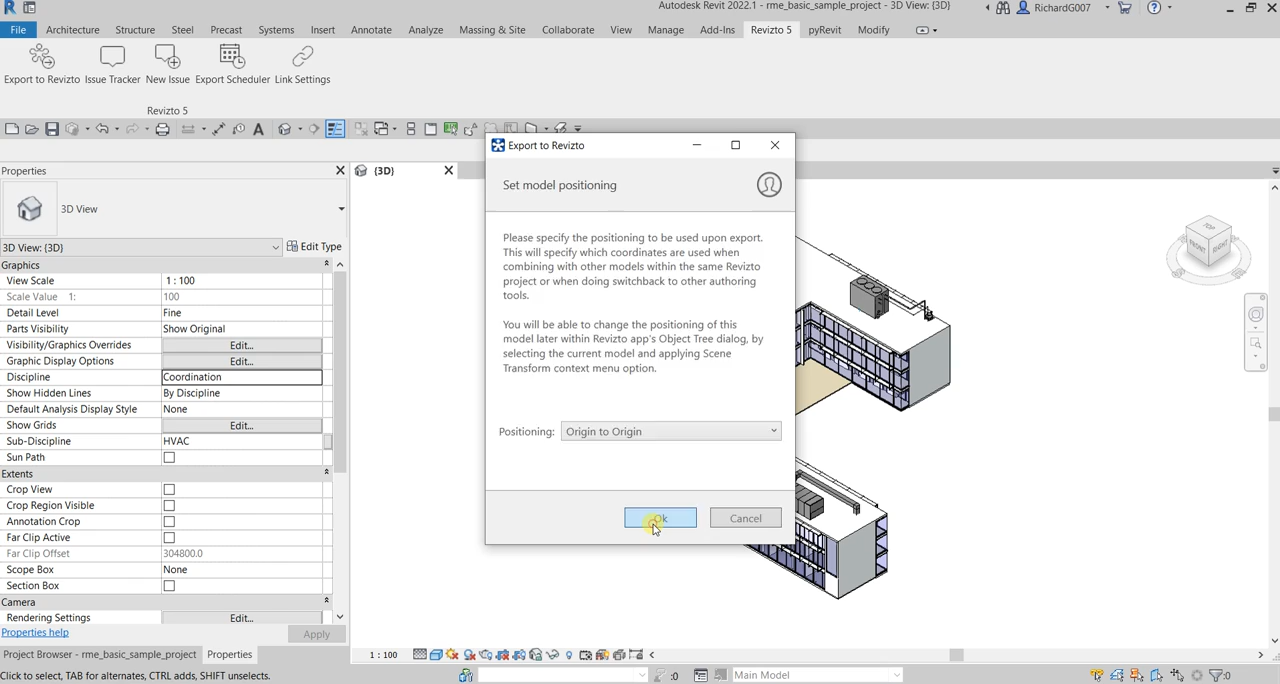 Autodesk Revit 2022.1 - rme_basic_sample_project - 3D View: {3D}
RichardG007
File Architecture Structure Steel Precast Systems Insert Annotate Analyze Massing & Site Collaborate View Manage Add-Ins Revizto 5 pyRevit Modify
Export to Revizto Issue Tracker New Issue Export Scheduler Link Settings
Revizto 5
Properties
{3D}
3D View
3D View: {3D} Edit Type
Graphics
View Scale 1 : 100
Scale Value 1: 100
Detail Level Fine
Parts Visibility Show Original
Visibility/Graphics Overrides Edit...
Graphic Display Options Edit...
Discipline Coordination
Show Hidden Lines By Discipline
Default Analysis Display Style None
Show Grids Edit...
Sub-Discipline HVAC
Sun Path
Extents
Crop View
Crop Region Visible
Annotation Crop
Far Clip Active
Far Clip Offset 304800.0
Scope Box None
Section Box
Camera
Rendering Settings Edit...
Properties help Apply
Project Browser - rme_basic_sample_project Properties
Click to select, TAB for alternates, CTRL adds, SHIFT unselects.
Export to Revizto
Set model positioning
Please specify the positioning to be used upon export.
This will specify which coordinates are used when
combining with other models within the same Revizto
project or when doing switchback to other authoring
tools.
You will be able to change the positioning of this
model later within Revizto app's Object Tree dialog, by
selecting the current model and applying Scene
Transform context menu option.
Positioning: Origin to Origin
Ok Cancel
TOP
FRONT RIGHT
1 : 100
:0 Main Model :0